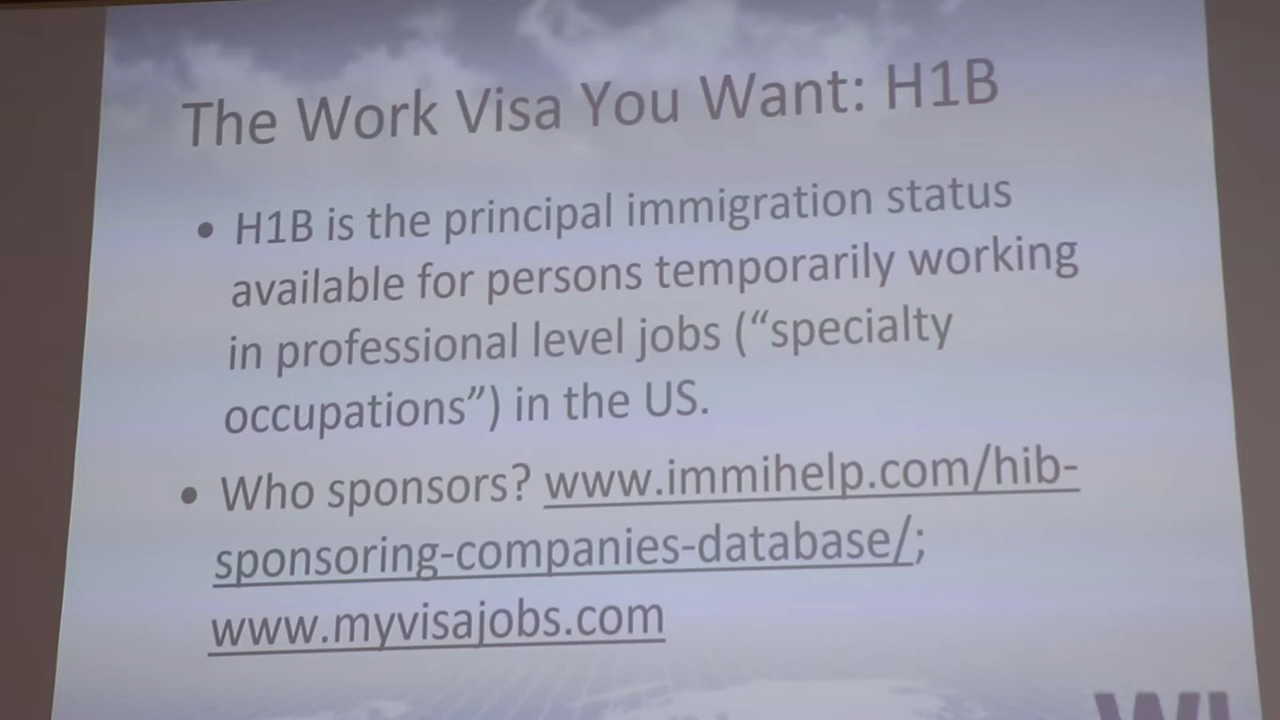 The Work Visa You Want: H1B
• H1B is the principal immigration status
available for persons temporarily working
in professional level jobs (“specialty
occupations”) in the US.
• Who sponsors? www.immihelp.com/hib-
sponsoring-companies-database/;
www.myvisajobs.com